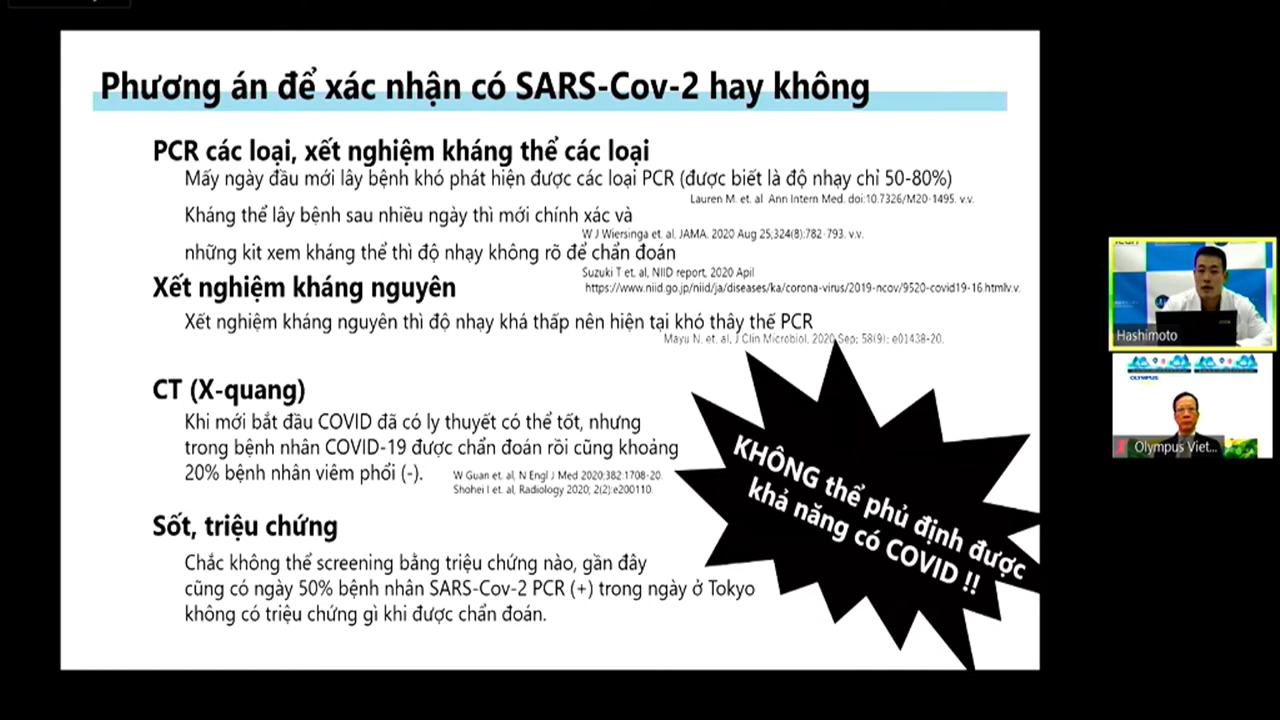 Phương án để xác nhận có SARS-Cov-2 hay không
PCR các loại, xết nghiệm kháng thể các loại
Mấy ngày đầu mới lây bệnh khó phát hiện được các loại PCR (được biết là độ nhạy chỉ 50-80%)
Lauren M. et. al Ann Intern Med. doi:10.7326/M20-1495. v.v.
Kháng thể lây bệnh sau nhiều ngày thì mới chính xác và
W J Wiersinga et. al, JAMA. 2020 Aug 25;324(8):782-793. v.v.
những kit xem kháng thể thì độ nhạy không rõ để chẩn đoán
Suzuki T et. al, NIID report, 2020 Apil
https://www.niid.go.jp/niid/ja/diseases/ka/corona-virus/2019-ncov/9520-covid19-16.htmlv.v.
Xết nghiệm kháng nguyên
Xết nghiệm kháng nguyên thì độ nhạy khá thấp nên hiện tại khó thây thế PCR
Mayu N. et. al, J Clin Microbiol. 2020 Sep; 58(9): e01438-20.
CT (X-quang)
Khi mới bắt đầu COVID đã có ly thuyết có thể tốt, nhưng
trong bệnh nhân COVID-19 được chẩn đoán rồi cũng khoảng
20% bệnh nhân viêm phổi (-).
W Guan et. al, N Engl J Med 2020;382:1708-20.
Shohei I et. al, Radiology 2020; 2(2):e200110.
Sốt, triệu chứng
Chắc không thể screening bằng triệu chứng nào, gần đây
cũng có ngày 50% bệnh nhân SARS-Cov-2 PCR (+) trong ngày ở Tokyo
không có triệu chứng gì khi được chẩn đoán.
KHÔNG thể phủ định được
khả năng có COVID !!
Hashimoto
OLYMPUS
Olympus Viet...